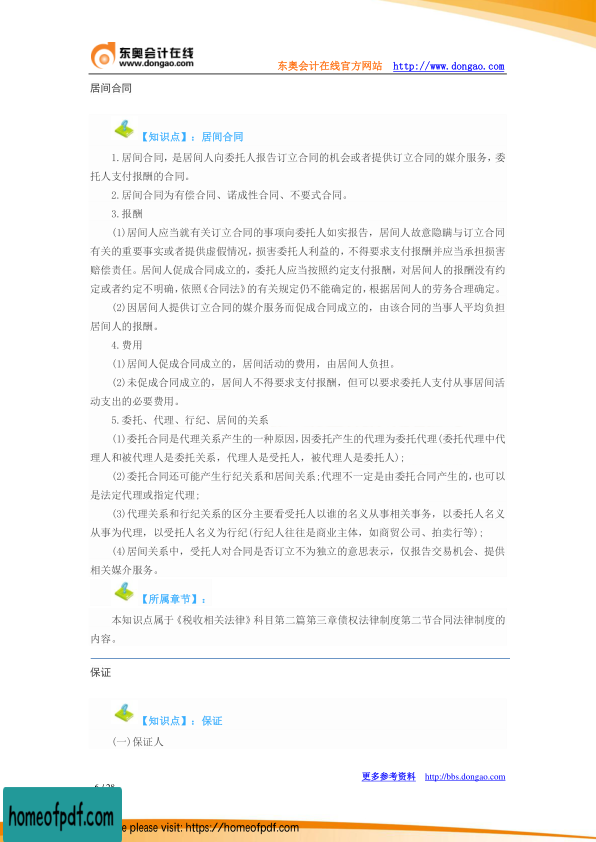 东奥会计在线
www.dongao.com
东奥会计在线官方网站 http://www.dongao.com
居间合同
【知识点】：居间合同
1.居间合同，是居间人向委托人报告订立合同的机会或者提供订立合同的媒介服务，委
托人支付报酬的合同。
2.居间合同为有偿合同、诺成性合同、不要式合同。
3.报酬
(1)居间人应当就有关订立合同的事项向委托人如实报告，居间人故意隐瞒与订立合同
有关的重要事实或者提供虚假情况，损害委托人利益的，不得要求支付报酬并应当承担损害
赔偿责任。居间人促成合同成立的，委托人应当按照约定支付报酬，对居间人的报酬没有约
定或者约定不明确，依照《合同法》的有关规定仍不能确定的，根据居间人的劳务合理确定。
(2)因居间人提供订立合同的媒介服务而促成合同成立的，由该合同的当事人平均负担
居间人的报酬。
4.费用
(1)居间人促成合同成立的，居间活动的费用，由居间人负担。
(2)未促成合同成立的，居间人不得要求支付报酬，但可以要求委托人支付从事居间活
动支出的必要费用。
5.委托、代理、行纪、居间的关系
(1)委托合同是代理关系产生的一种原因，因委托产生的代理为委托代理(委托代理中代
理人和被代理人是委托关系，代理人是受托人，被代理人是委托人);
(2)委托合同还可能产生行纪关系和居间关系;代理不一定是由委托合同产生的，也可以
是法定代理或指定代理;
(3)代理关系和行纪关系的区分主要看受托人以谁的名义从事相关事务，以委托人名义
从事为代理，以受托人名义为行纪(行纪人往往是商业主体，如商贸公司、拍卖行等);
(4)居间关系中，受托人对合同是否订立不为独立的意思表示，仅报告交易机会、提供
相关媒介服务。
【所属章节】：
本知识点属于《税收相关法律》科目第二篇第三章债权法律制度第二节合同法律制度的
内容。
保证
【知识点】：保证
(一)保证人
更多参考资料 http://bbs.dongao.com
homeofpdf.com
e please visit: https://homeofpdf.com